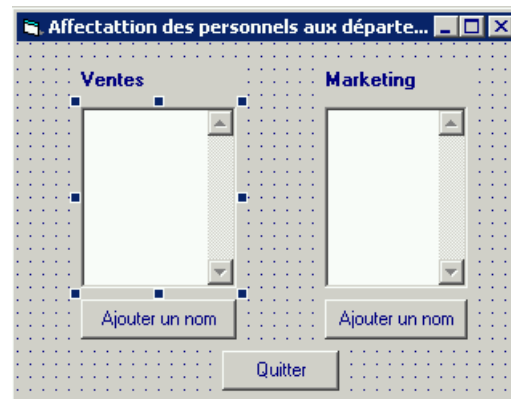 Affectattion des personnels aux départe...
Ventes Marketing
Ajouter un nom Ajouter un nom
Quitter